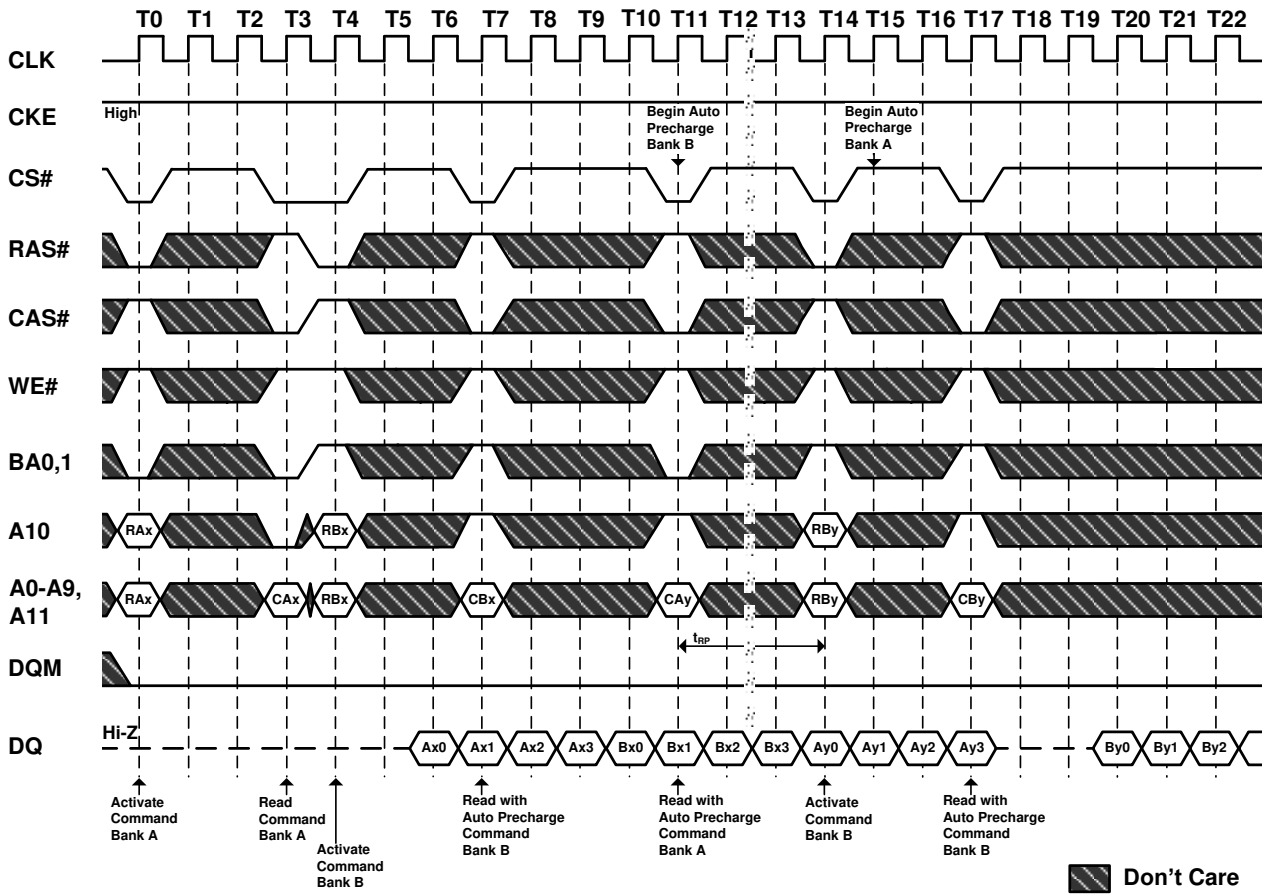 T0 T1 T2 T3 T4 T5 T6 T7 T8 T9 T10 T11 T12 T13 T14 T15 T16 T17 T18 T19 T20 T21 T22
CLK
CKE
High
Begin Auto
Precharge
Bank B
Begin Auto
Precharge
Bank A
CS#
RAS#
CAS#
WE#
BA0,1
A10
RAx RBx RBy
A0-A9,
A11
RAx CAx RBx CBx CAy RBy CBy
tRP
DQM
DQ
Hi-Z
Ax0 Ax1 Ax2 Ax3 Bx0 Bx1 Bx2 Bx3 Ay0 Ay1 Ay2 Ay3 By0 By1 By2
Activate
Command
Bank A
Read
Command
Bank A
Activate
Command
Bank B
Read with
Auto Precharge
Command
Bank B
Read with
Auto Precharge
Command
Bank A
Activate
Command
Bank B
Read with
Auto Precharge
Command
Bank B
Don't Care